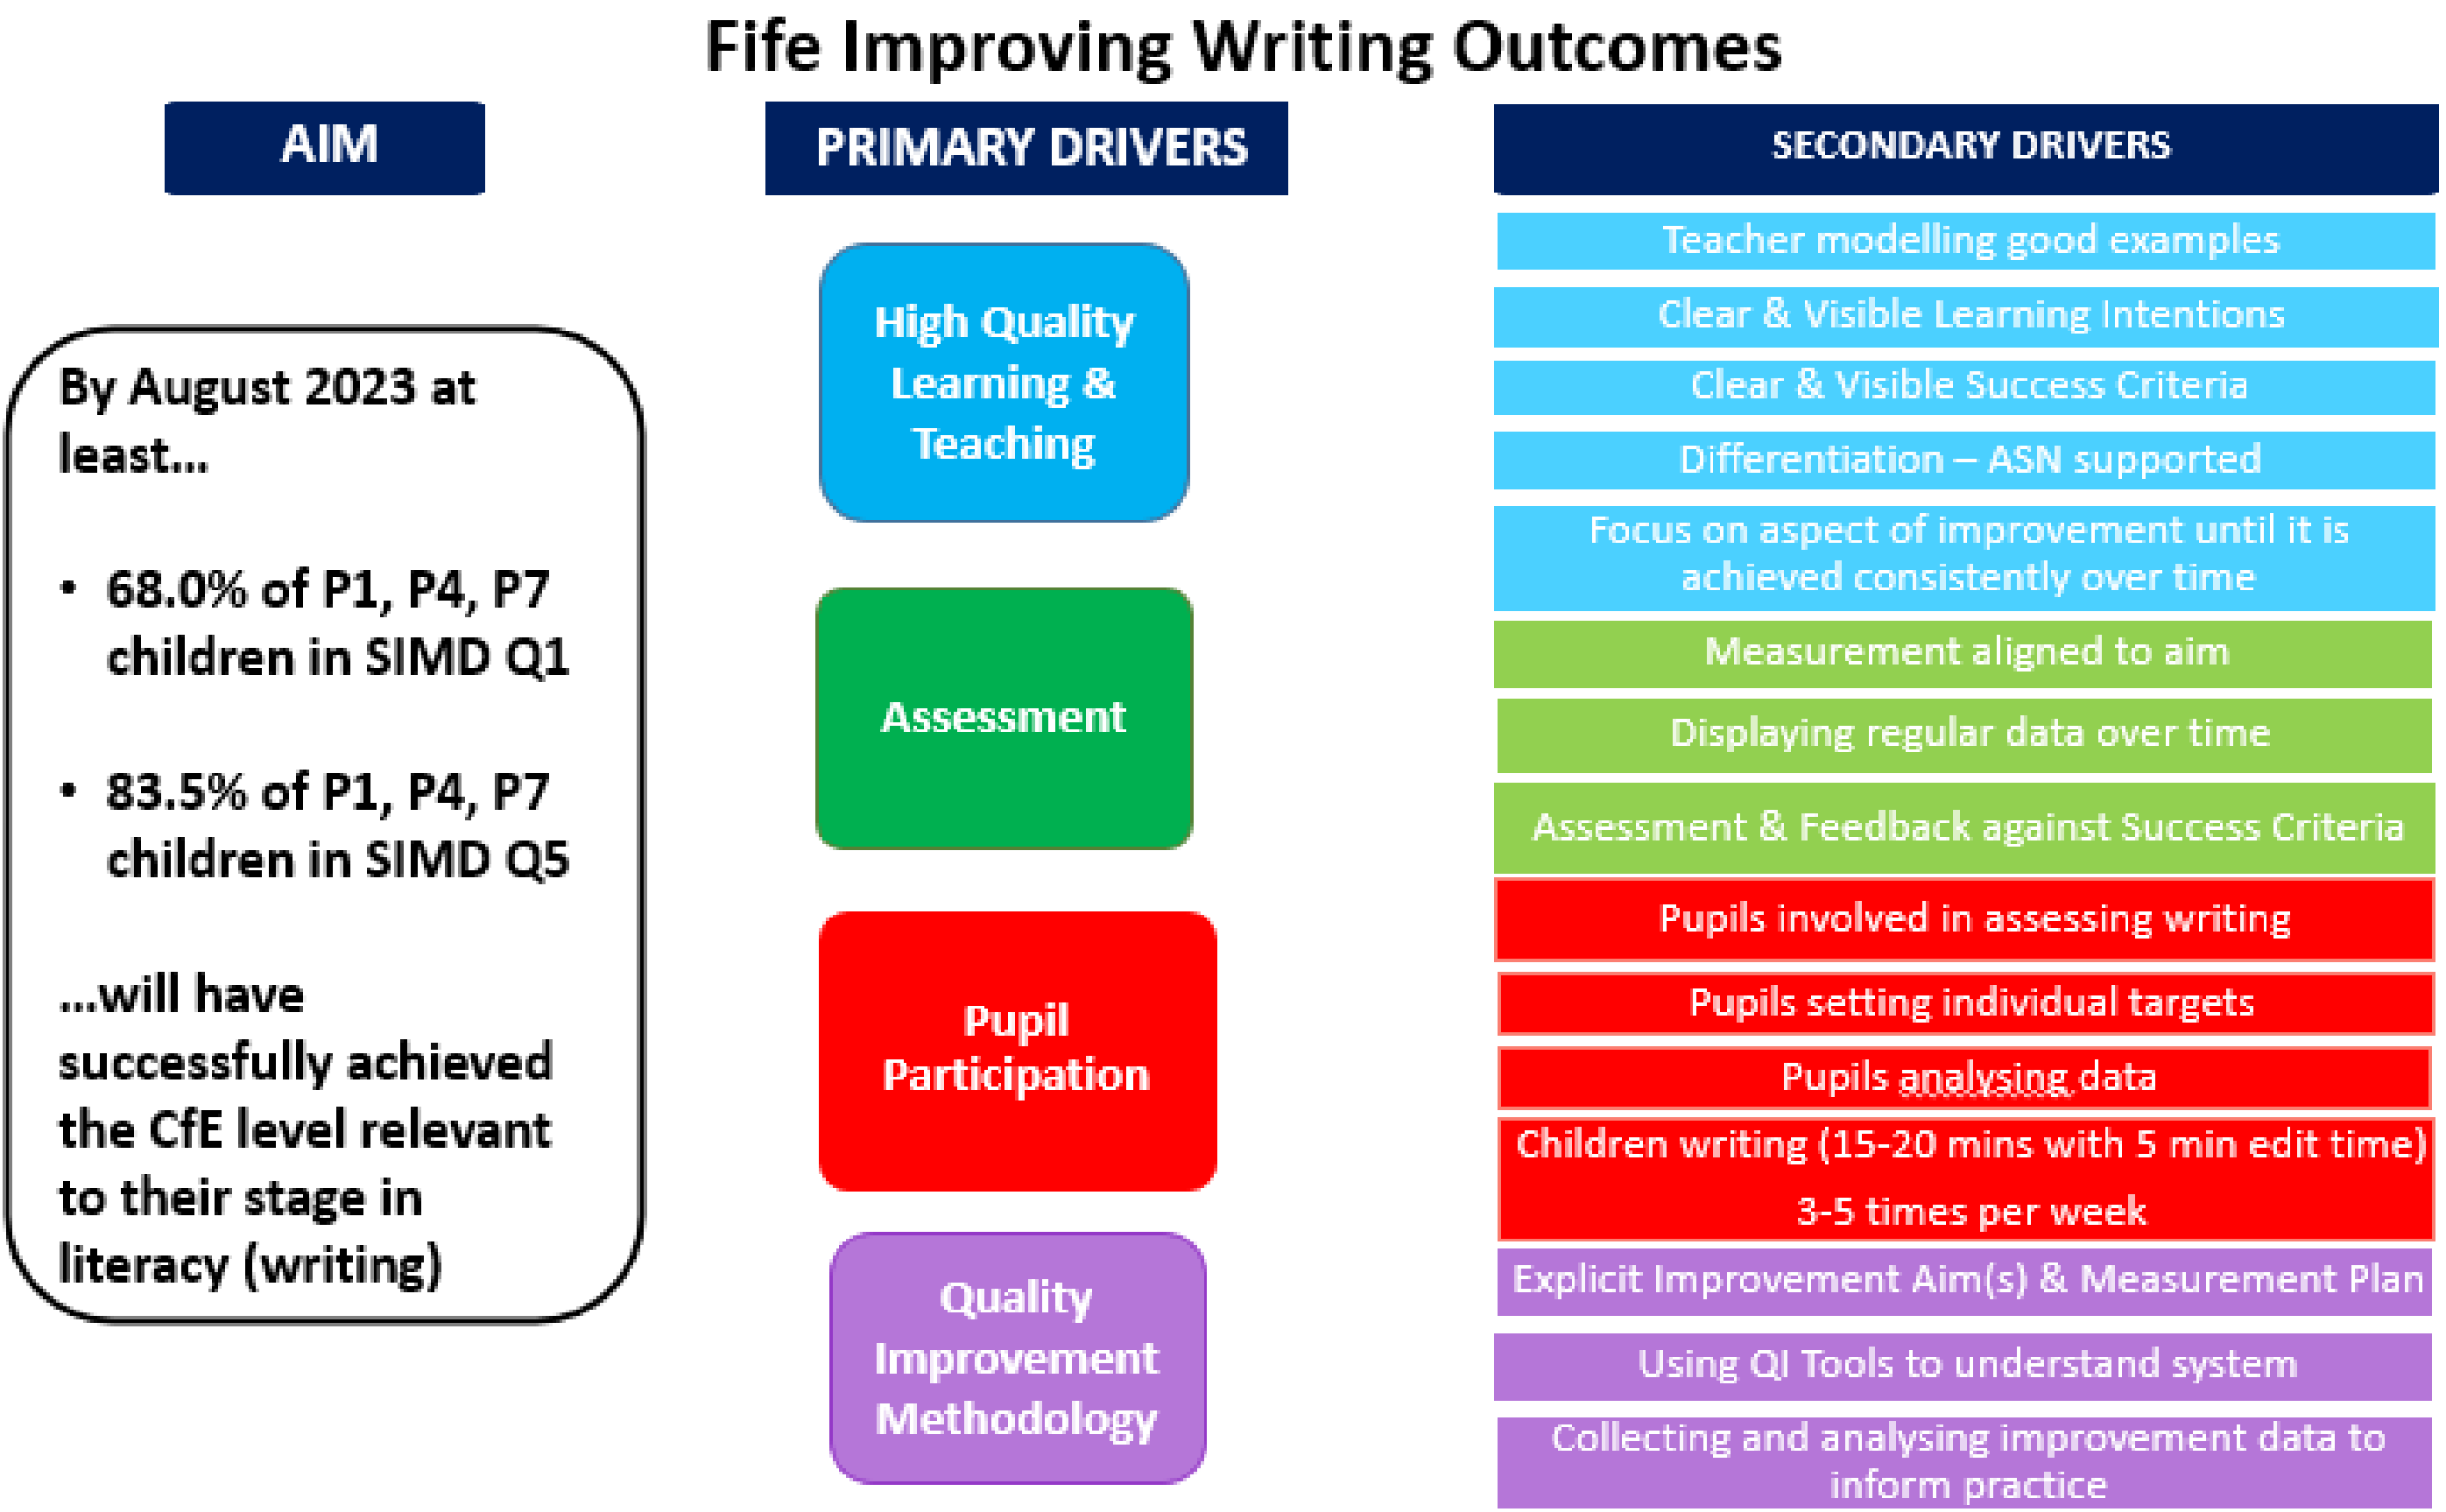 Fife Improving Writing Outcomes
AIM
By August 2023 at
least...
• 68.0% of P1, P4, P7
children in SIMD Q1
• 83.5% of P1, P4, P7
children in SIMD Q5
...will have
successfully achieved
the CfE level relevant
to their stage in
literacy (writing)
PRIMARY DRIVERS
High Quality
Learning &
Teaching
Assessment
Pupil
Participation
Quality
Improvement
Methodology
SECONDARY DRIVERS
Teacher modelling good examples
Clear & Visible Learning Intentions
Clear & Visible Success Criteria
Differentiation – ASN supported
Focus on aspect of improvement until it is
achieved consistently over time
Measurement aligned to aim
Displaying regular data over time
Assessment & Feedback against Success Criteria
Pupils involved in assessing writing
Pupils setting individual targets
Pupils analysing data
Children writing (15-20 mins with 5 min edit time)
3-5 times per week
Explicit Improvement Aim(s) & Measurement Plan
Using QI Tools to understand system
Collecting and analysing improvement data to
inform practice